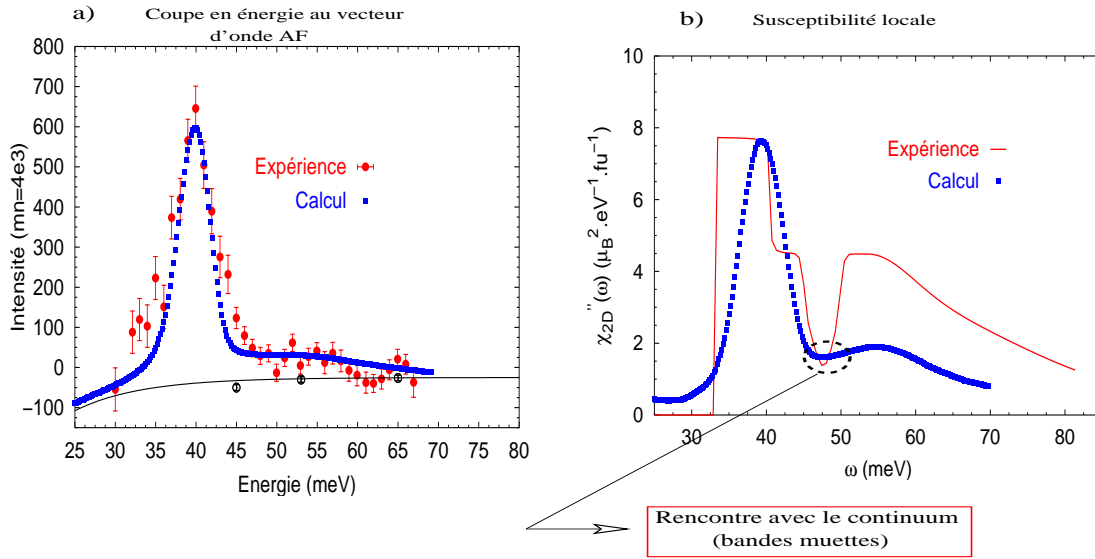 a)
Coupe en énergie au vecteur
d'onde AF
800
700
600
500
400
300
200
100
0
−100
25 30 35 40 45 50 55 60 65 70 75 80
Intensité (mn=4e3)
Energie (meV)
Expérience
Calcul
b)
Susceptibilité locale
10
8
6
4
2
0
30 40 50 60 70 80
χ2D''(ω) (μB².eV⁻¹.fu⁻¹)
ω (meV)
Expérience
Calcul
Rencontre avec le continuum
(bandes muettes)